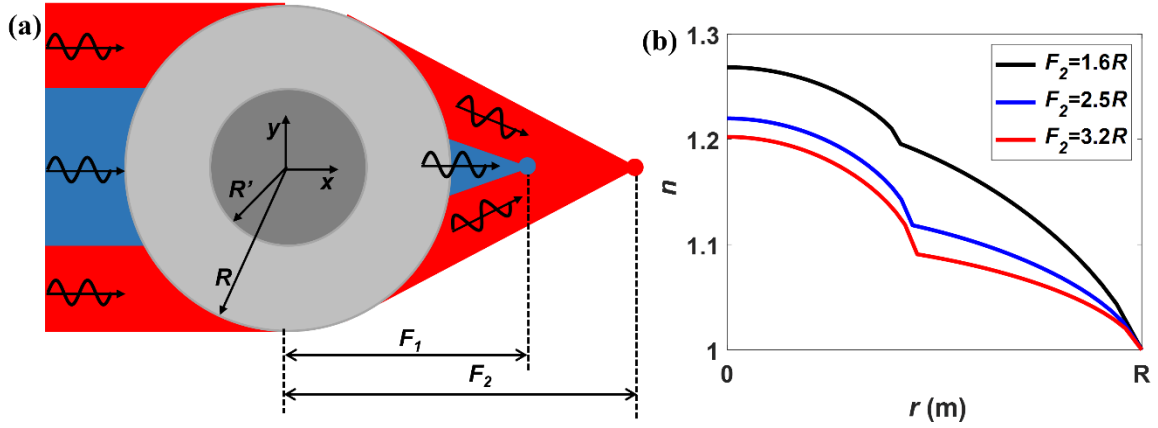 (a)
y
x
R'
R
F1
F2
(b)
1.3
1.2
1.1
1
n
F2=1.6R
F2=2.5R
F2=3.2R
0
R
r (m)